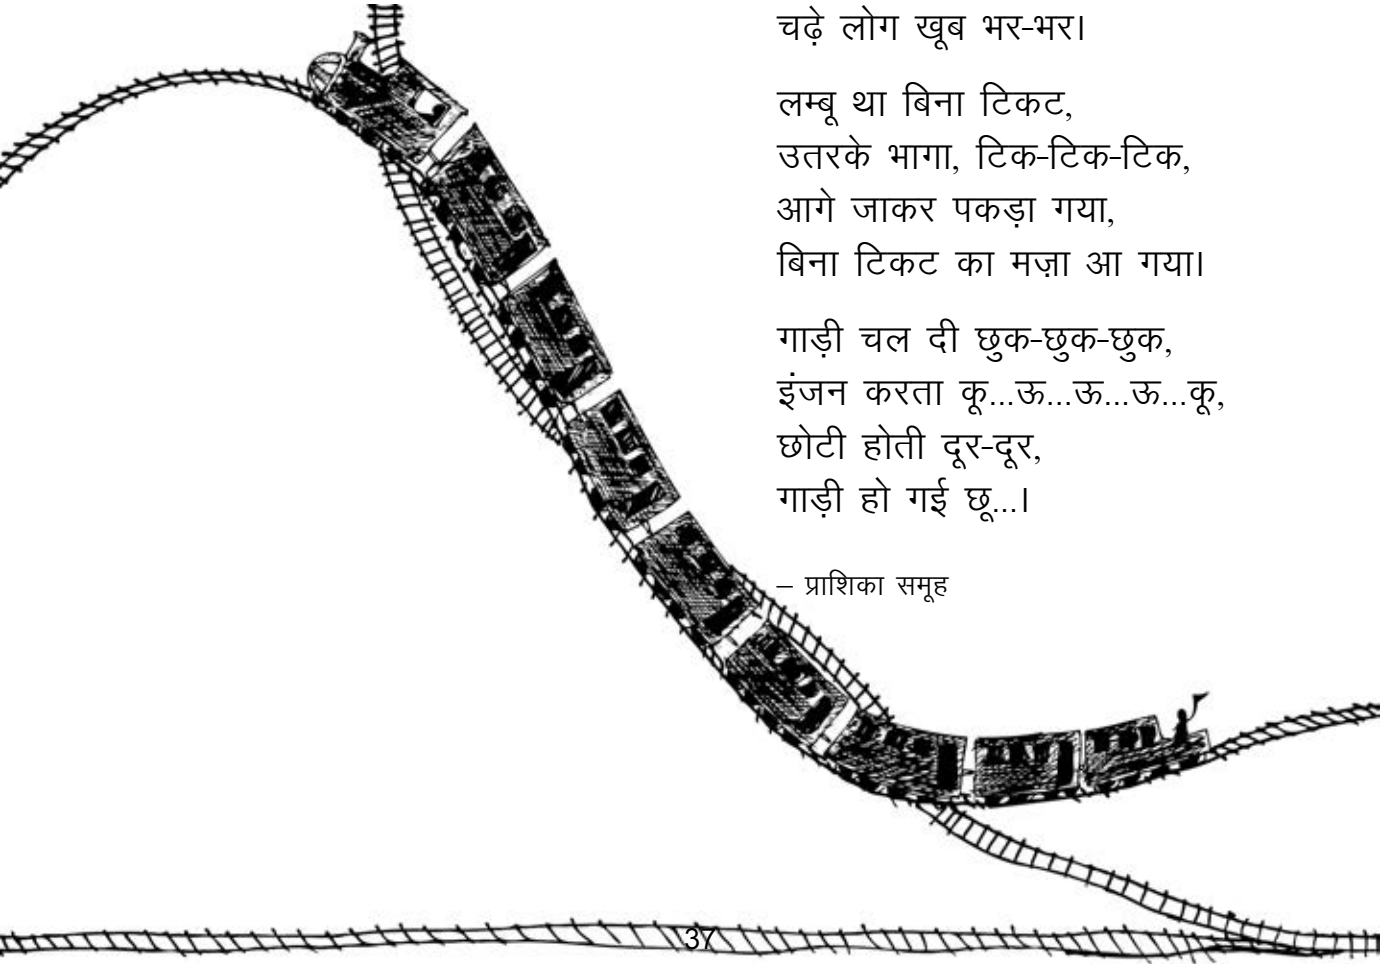 चढ़े लोग खूब भर-भर।
लम्बू था बिना टिकट,
उतरके भागा, टिक-टिक-टिक,
आगे जाकर पकड़ा गया,
बिना टिकट का मज़ा आ गया।
गाड़ी चल दी छुक-छुक-छुक,
इंजन करता कू...ऊ...ऊ...ऊ...कू,
छोटी होती दूर-दूर,
गाड़ी हो गई छू...।
– प्राशिका समूह
37